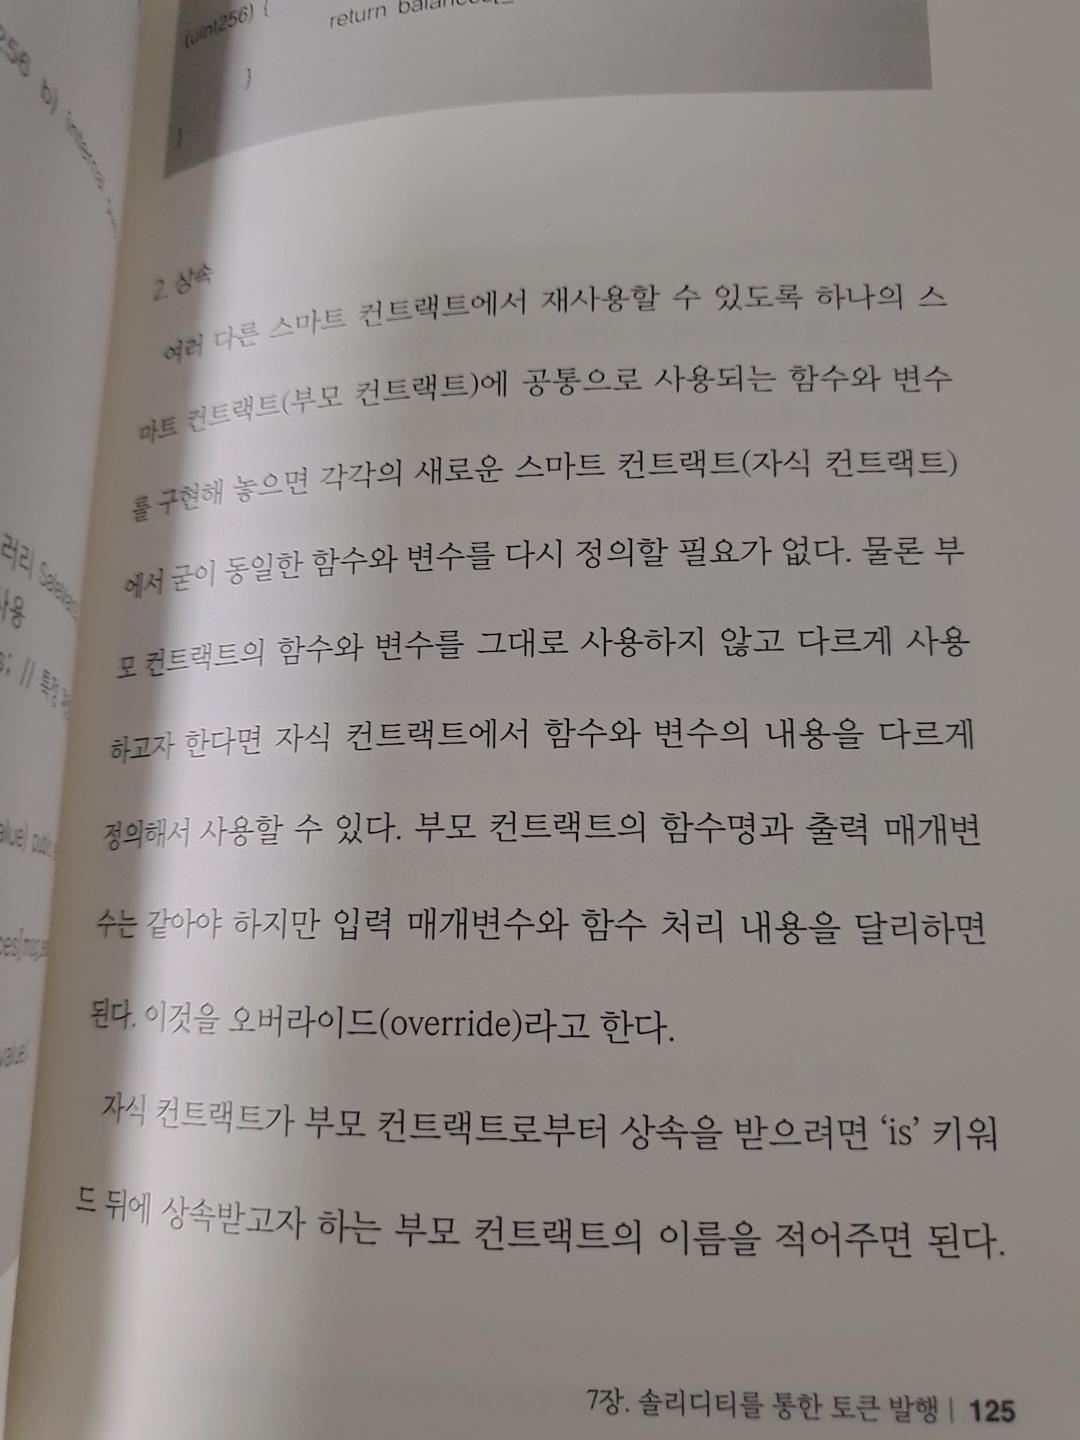 256 b) internal
러리
사용
s; // 특정
alue) public
ces[msg.
value)
(uint256) {
return balances[_
}
}
2. 상속
여러 다른 스마트 컨트랙트에서 재사용할 수 있도록 하나의 스
마트 컨트랙트(부모 컨트랙트)에 공통으로 사용되는 함수와 변수
를 구현해 놓으면 각각의 새로운 스마트 컨트랙트(자식 컨트랙트)
에서 굳이 동일한 함수와 변수를 다시 정의할 필요가 없다. 물론 부
모 컨트랙트의 함수와 변수를 그대로 사용하지 않고 다르게 사용
하고자 한다면 자식 컨트랙트에서 함수와 변수의 내용을 다르게
정의해서 사용할 수 있다. 부모 컨트랙트의 함수명과 출력 매개변
수는 같아야 하지만 입력 매개변수와 함수 처리 내용을 달리하면
된다. 이것을 오버라이드(override)라고 한다.
자식 컨트랙트가 부모 컨트랙트로부터 상속을 받으려면 ‘is’ 키워
드 뒤에 상속받고자 하는 부모 컨트랙트의 이름을 적어주면 된다.
7장. 솔리디티를 통한 토큰 발행 | 125